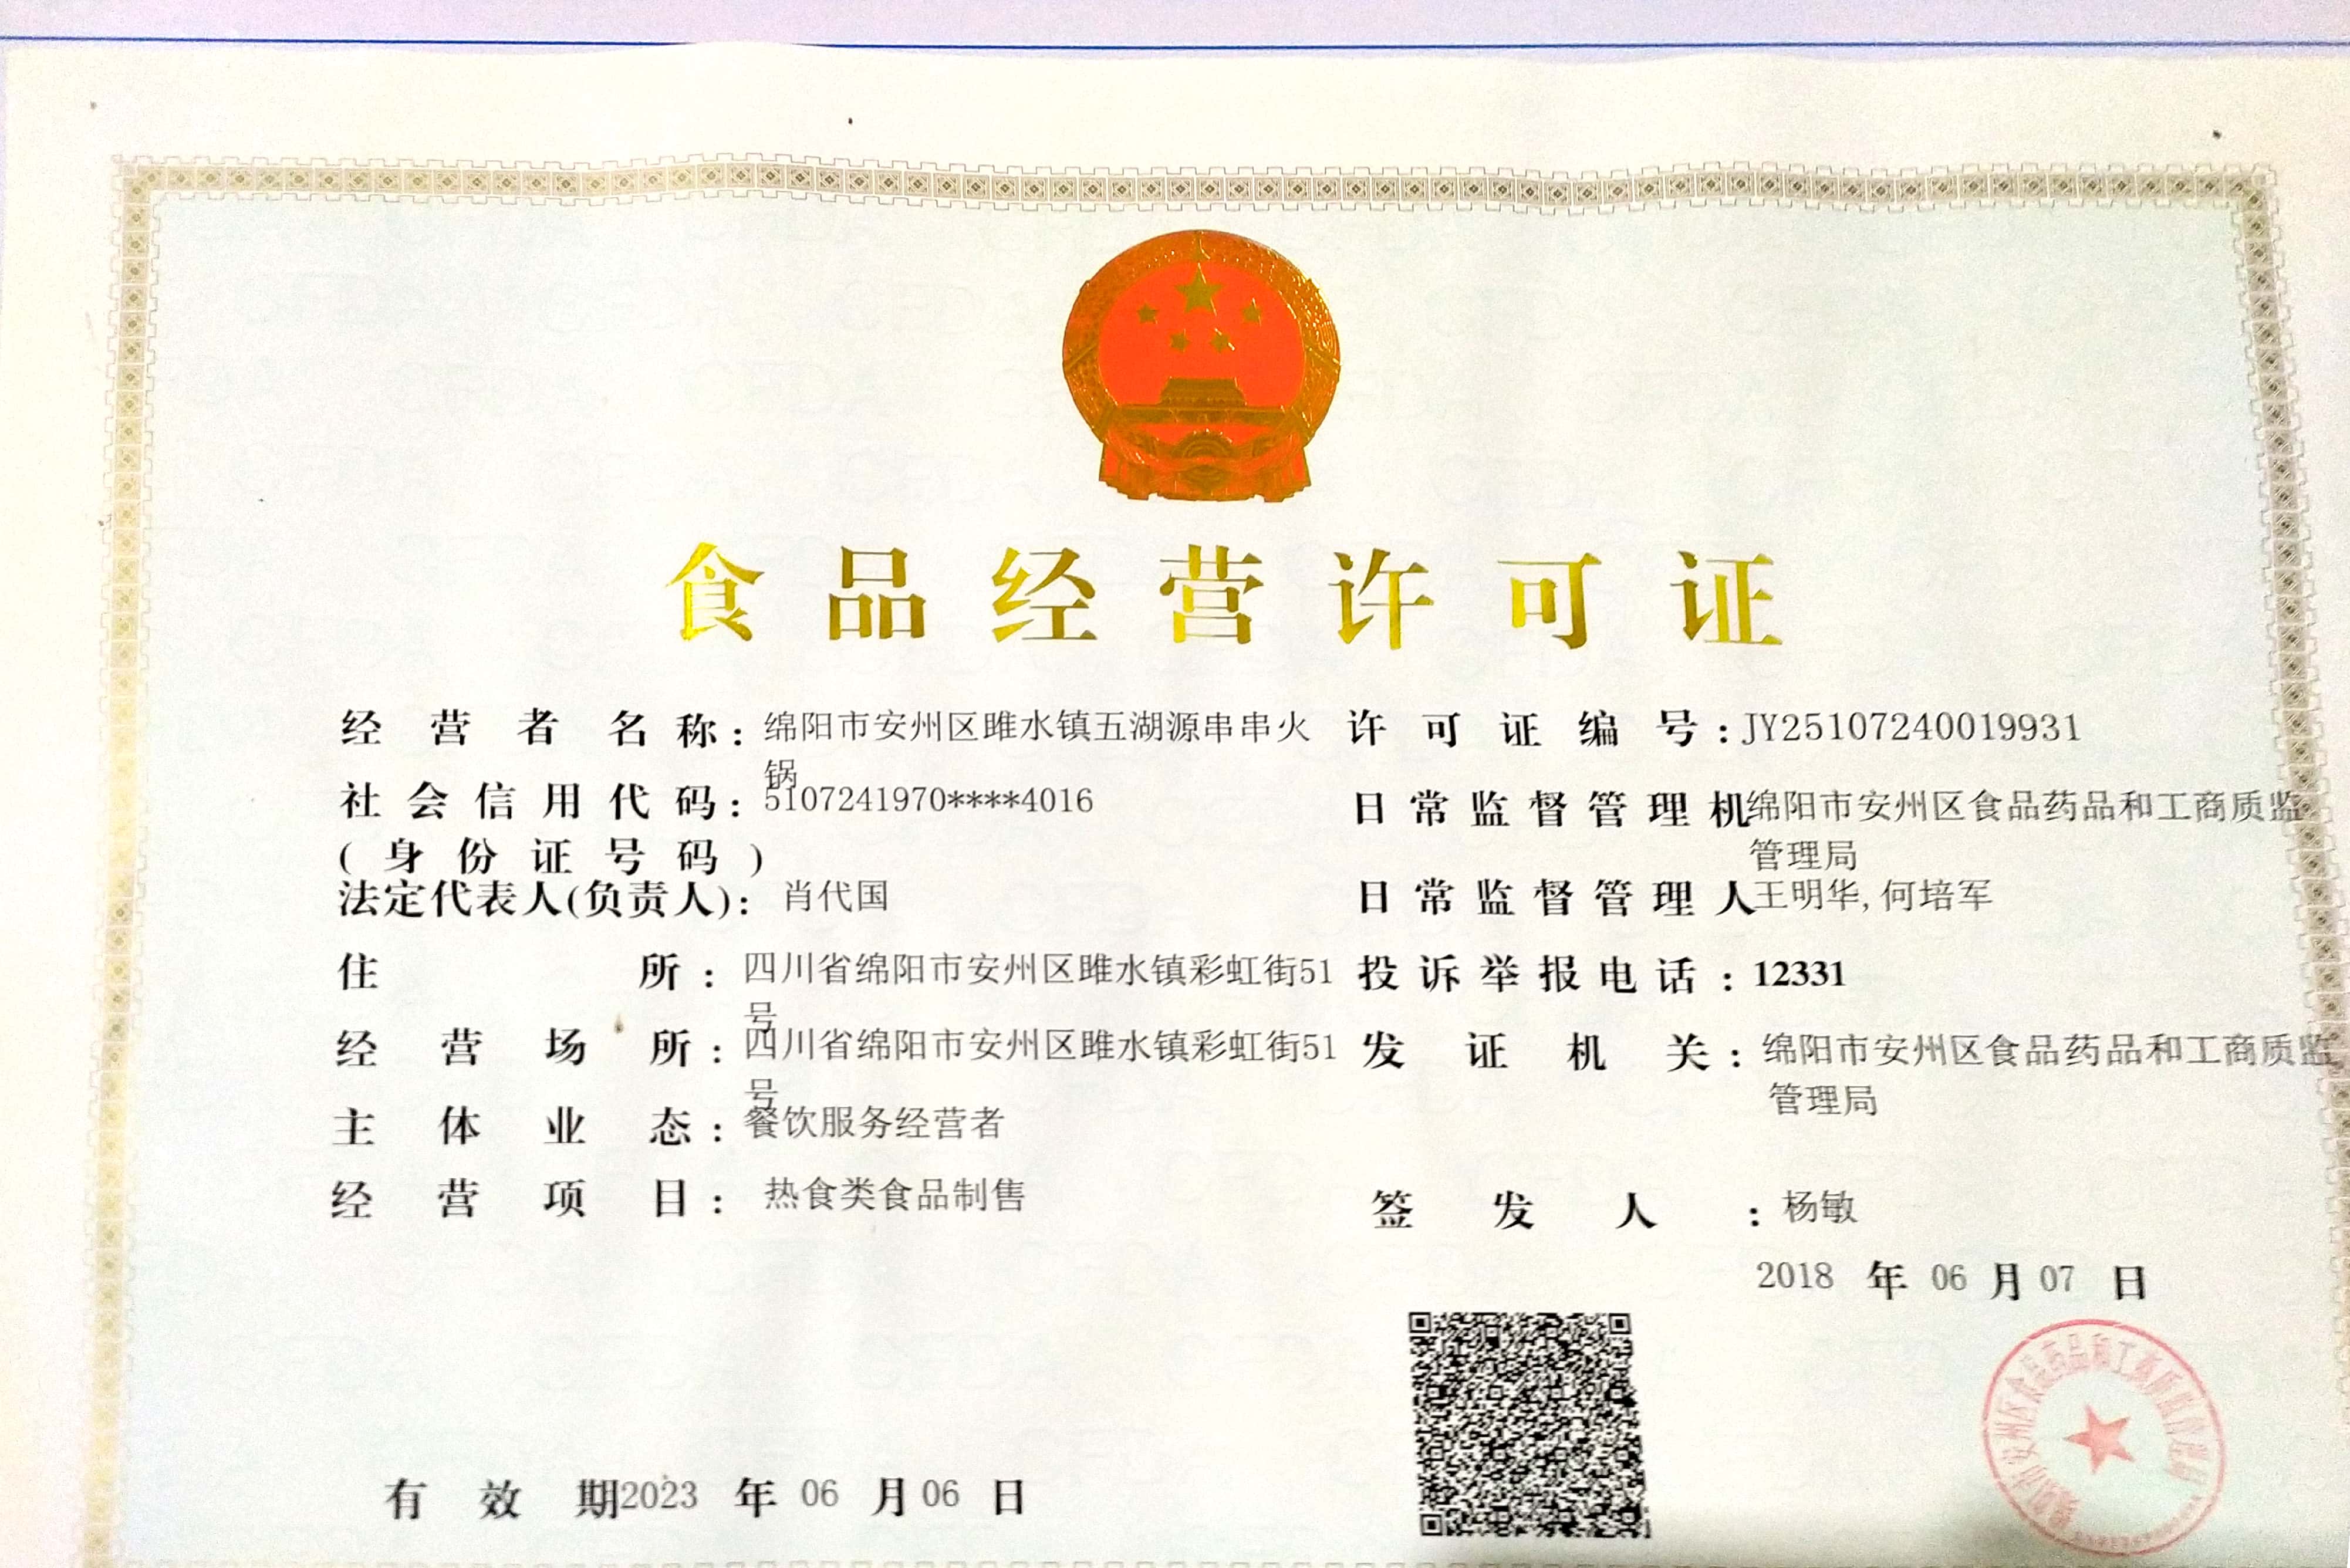 食品经营许可证
经营者名称：绵阳市安州区雎水镇五湖源串串火
锅
社会信用代码：5107241970****4016
(身份证号码)
法定代表人(负责人)：肖代国
住所：四川省绵阳市安州区雎水镇彩虹街51
号
经营场所：四川省绵阳市安州区雎水镇彩虹街51
号
主体业态：餐饮服务经营者
经营项目：热食类食品制售
许可证编号：JY25107240019931
日常监督管理机绵阳市安州区食品药品和工商质监
管理局
日常监督管理人王明华,何培军
投诉举报电话：12331
发证机关：绵阳市安州区食品药品和工商质监
管理局
签发人：杨敏
2018 年 06 月 07 日
有效期2023 年 06 月 06 日